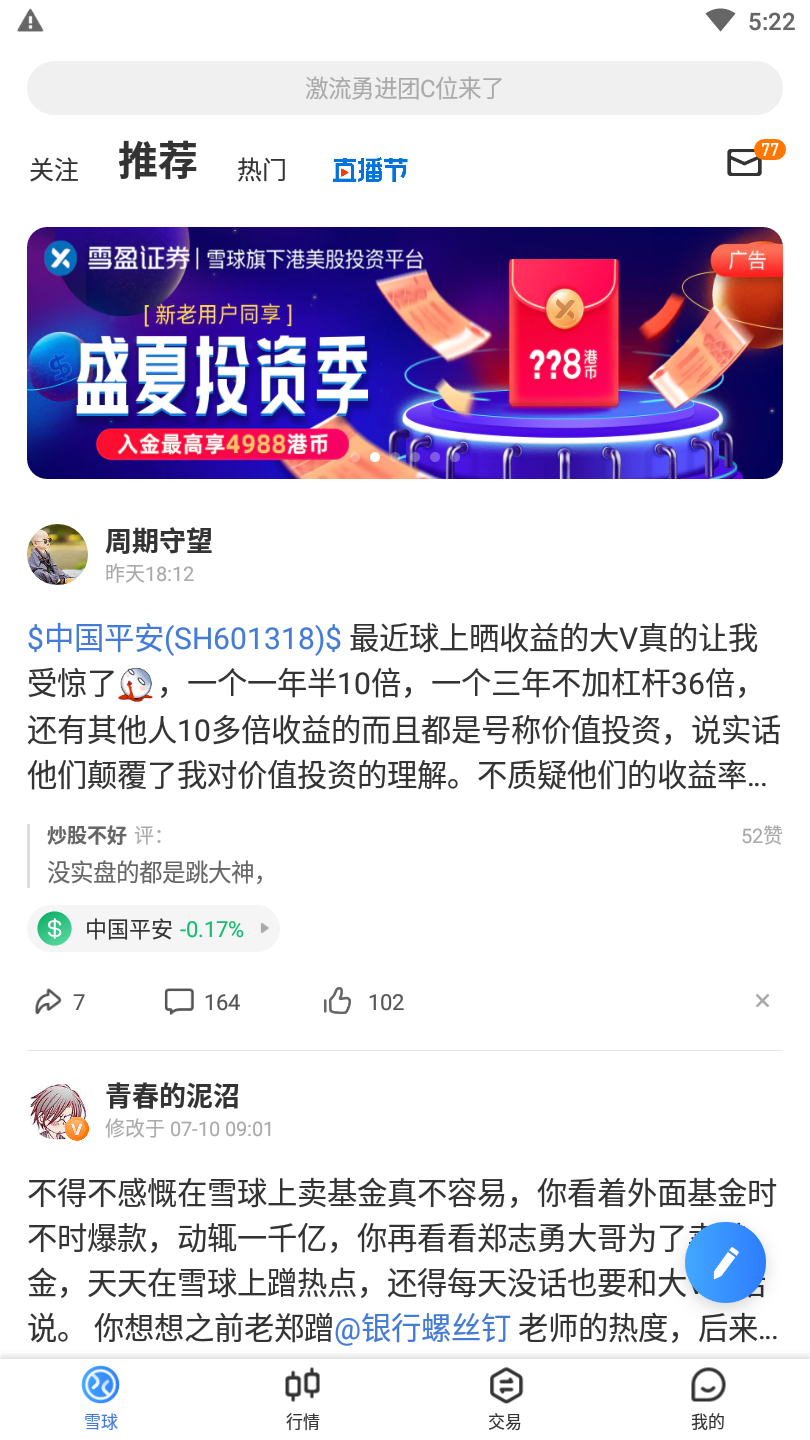 5:22
激流勇进团C位来了
关注
推荐
热门
直播节
77
雪盈证券 | 雪球旗下港美股投资平台
广告
[ 新老用户同享 ]
盛夏投资季
??8港币
入金最高享4988港币
周期守望
昨天18:12
$中国平安(SH601318)$ 最近球上晒收益的大V真的让我
受惊了，一个一年半10倍，一个三年不加杠杆36倍，
还有其他人10多倍收益的而且都是号称价值投资，说实话
他们颠覆了我对价值投资的理解。不质疑他们的收益率...
炒股不好 评：
52赞
没实盘的都是跳大神，
中国平安 -0.17%
7
164
102
青春的泥沼
修改于 07-10 09:01
不得不感慨在雪球上卖基金真不容易，你看着外面基金时
不时爆款，动辄一千亿，你再看看郑志勇大哥为了
金，天天在雪球上蹭热点，还得每天没话也要和大
说。 你想想之前老郑蹭@银行螺丝钉 老师的热度，后来...
雪球
行情
交易
我的